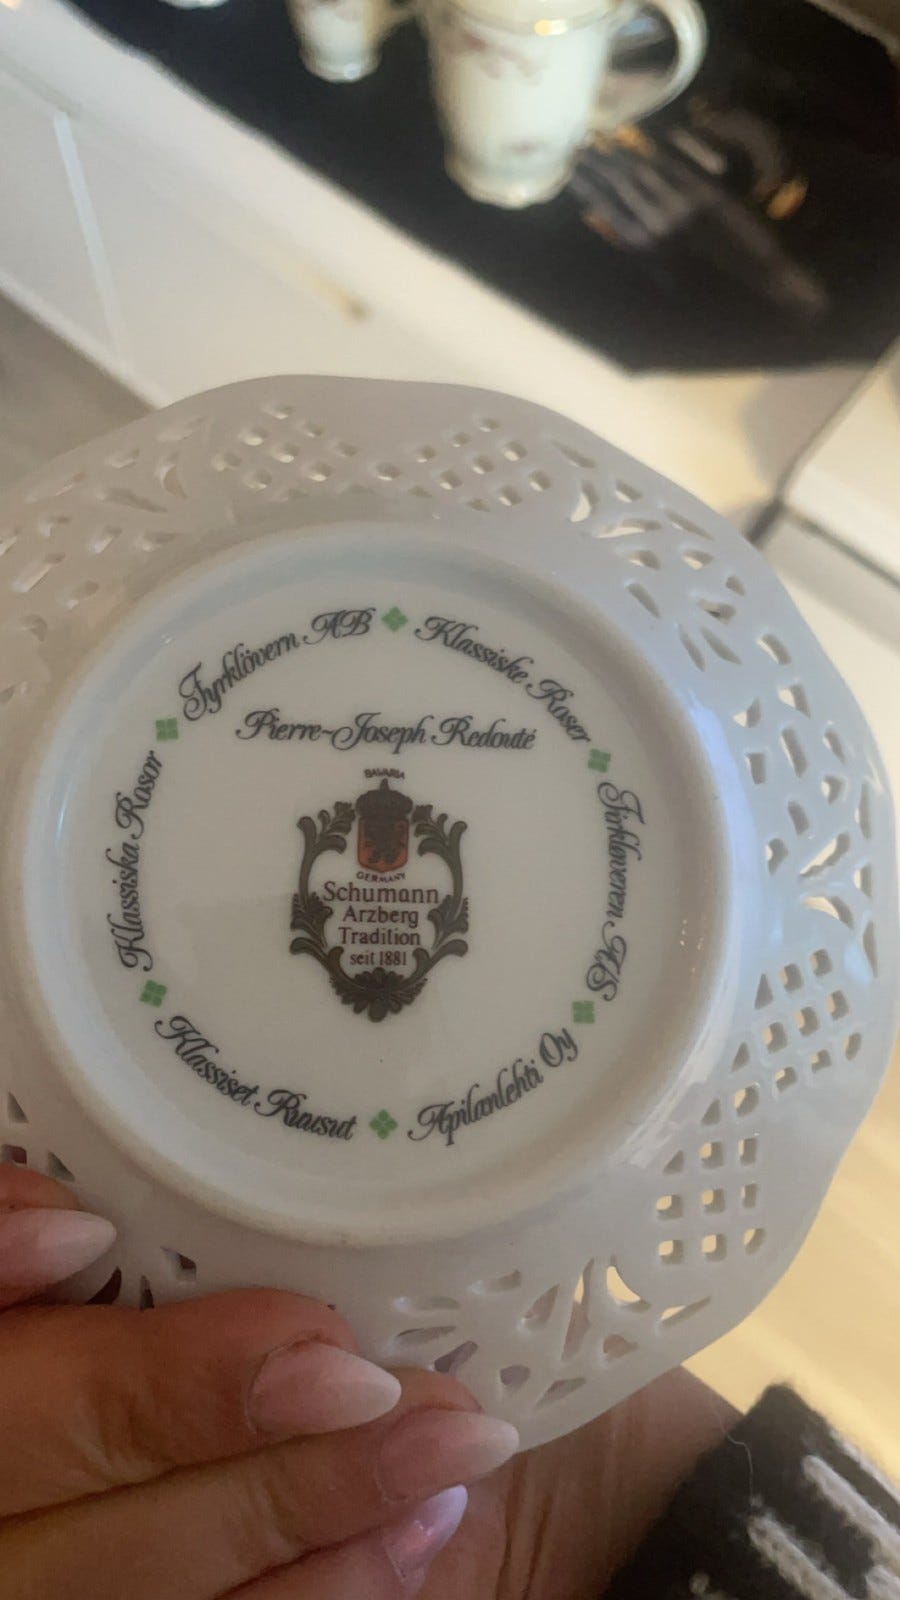 Fyrklövern AB
Klassiske Roser
Firkløveren K/S
Apilanlehti Oy
Klassiset Ruusut
Klassiska Rosor
Pierre-Joseph Redouté
BAVARIA
GERMANY
Schumann
Arzberg
Tradition
seit 1881